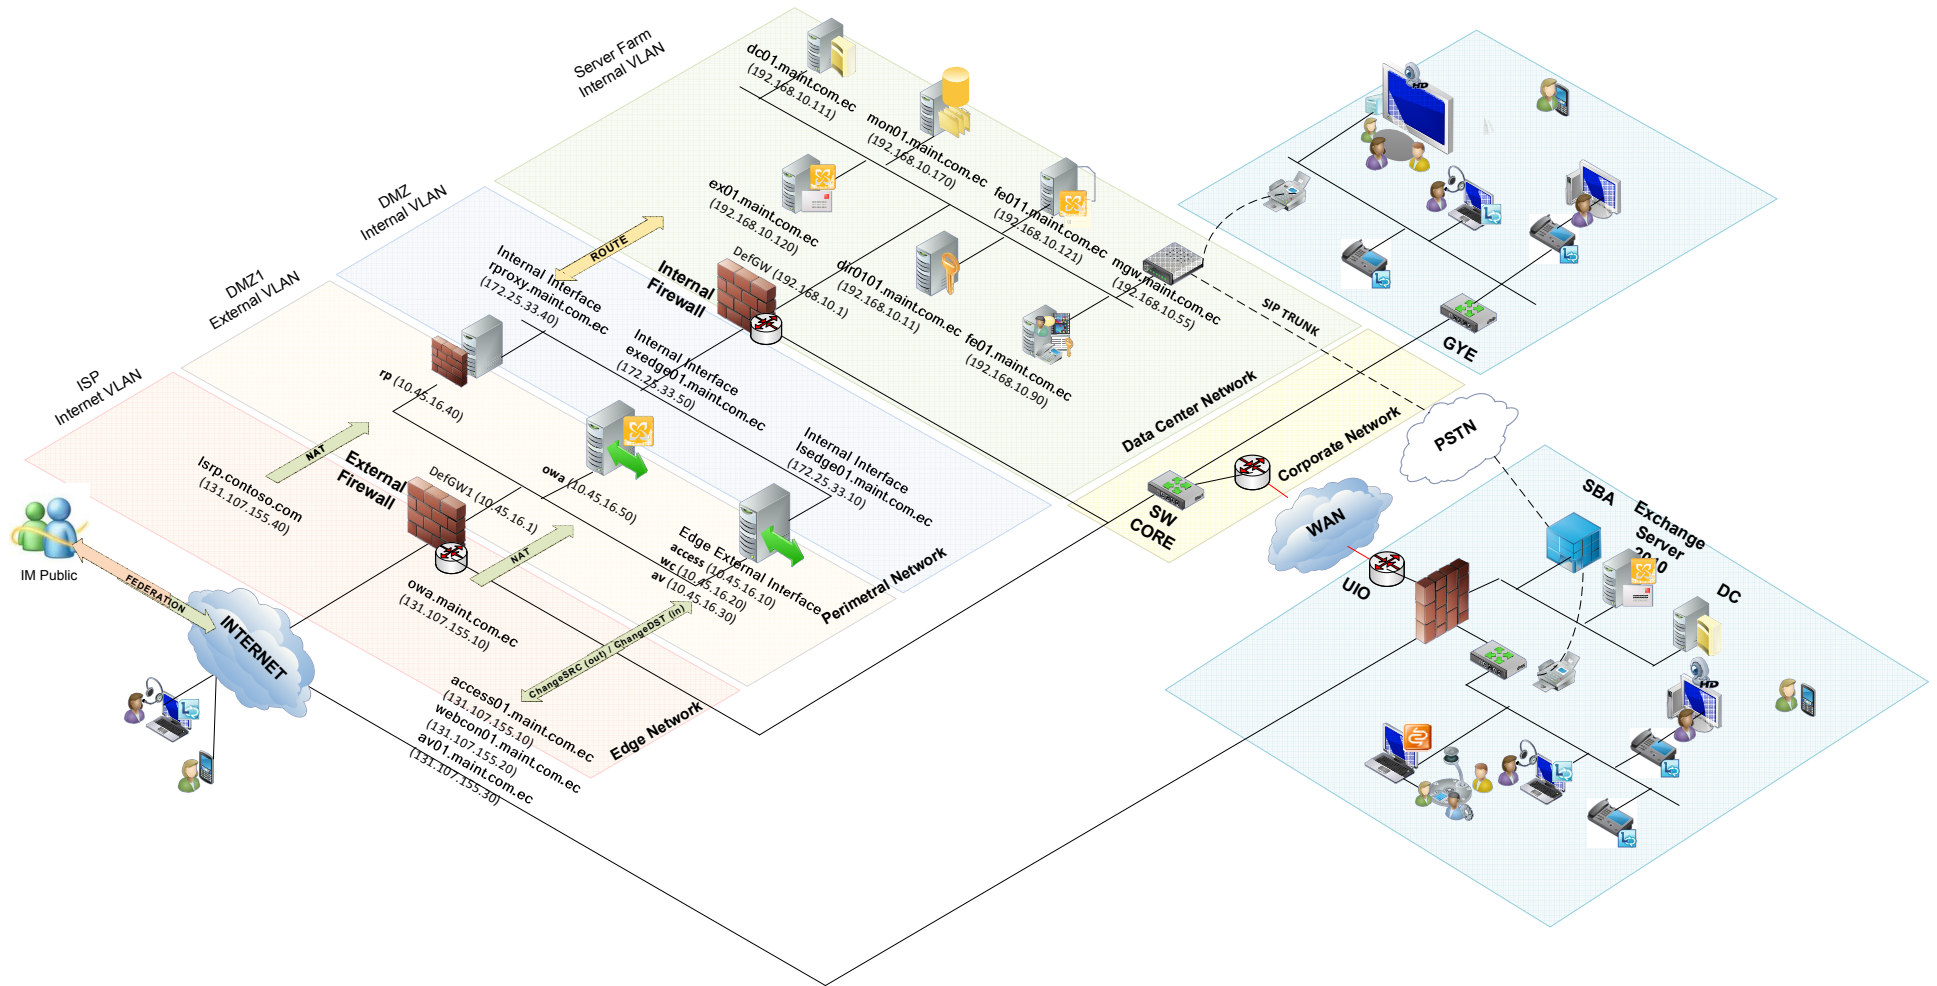 Server Farm
Internal VLAN
dc01.maint.com.ec
(192.168.10.111)
mon01.maint.com.ec
(192.168.10.170)
ex01.maint.com.ec
(192.168.10.120)
fe011.maint.com.ec
(192.168.10.121)
dir0101.maint.com.ec
(192.168.10.11)
mgw.maint.com.ec
(192.168.10.55)
fe01.maint.com.ec
(192.168.10.90)
DefGW (192.168.10.1)
Internal
Firewall
SIP TRUNK
Data Center Network
DMZ
Internal VLAN
ROUTE
Internal Interface
rproxy.maint.com.ec
(172.25.33.40)
Internal Interface
exedge01.maint.com.ec
(172.25.33.50)
Internal Interface
lsedge01.maint.com.ec
(172.25.33.10)
Perimetral Network
DMZ1
External VLAN
rp (10.45.16.40)
owa (10.45.16.50)
DefGW1 (10.45.16.1)
External
Firewall
Edge External Interface
access (10.45.16.10)
wc (10.45.16.20)
av (10.45.16.30)
ISP
Internet VLAN
NAT
lsrp.contoso.com
(131.107.155.40)
NAT
owa.maint.com.ec
(131.107.155.10)
ChangeSRC (out) / ChangeDST (in)
access01.maint.com.ec
(131.107.155.10)
webcon01.maint.com.ec
(131.107.155.20)
av01.maint.com.ec
(131.107.155.30)
Edge Network
IM Public
FEDERATION
INTERNET
SW
CORE
Corporate Network
WAN
PSTN
HD
GYE
UIO
SBA
Exchange
Server
2010
DC
HD